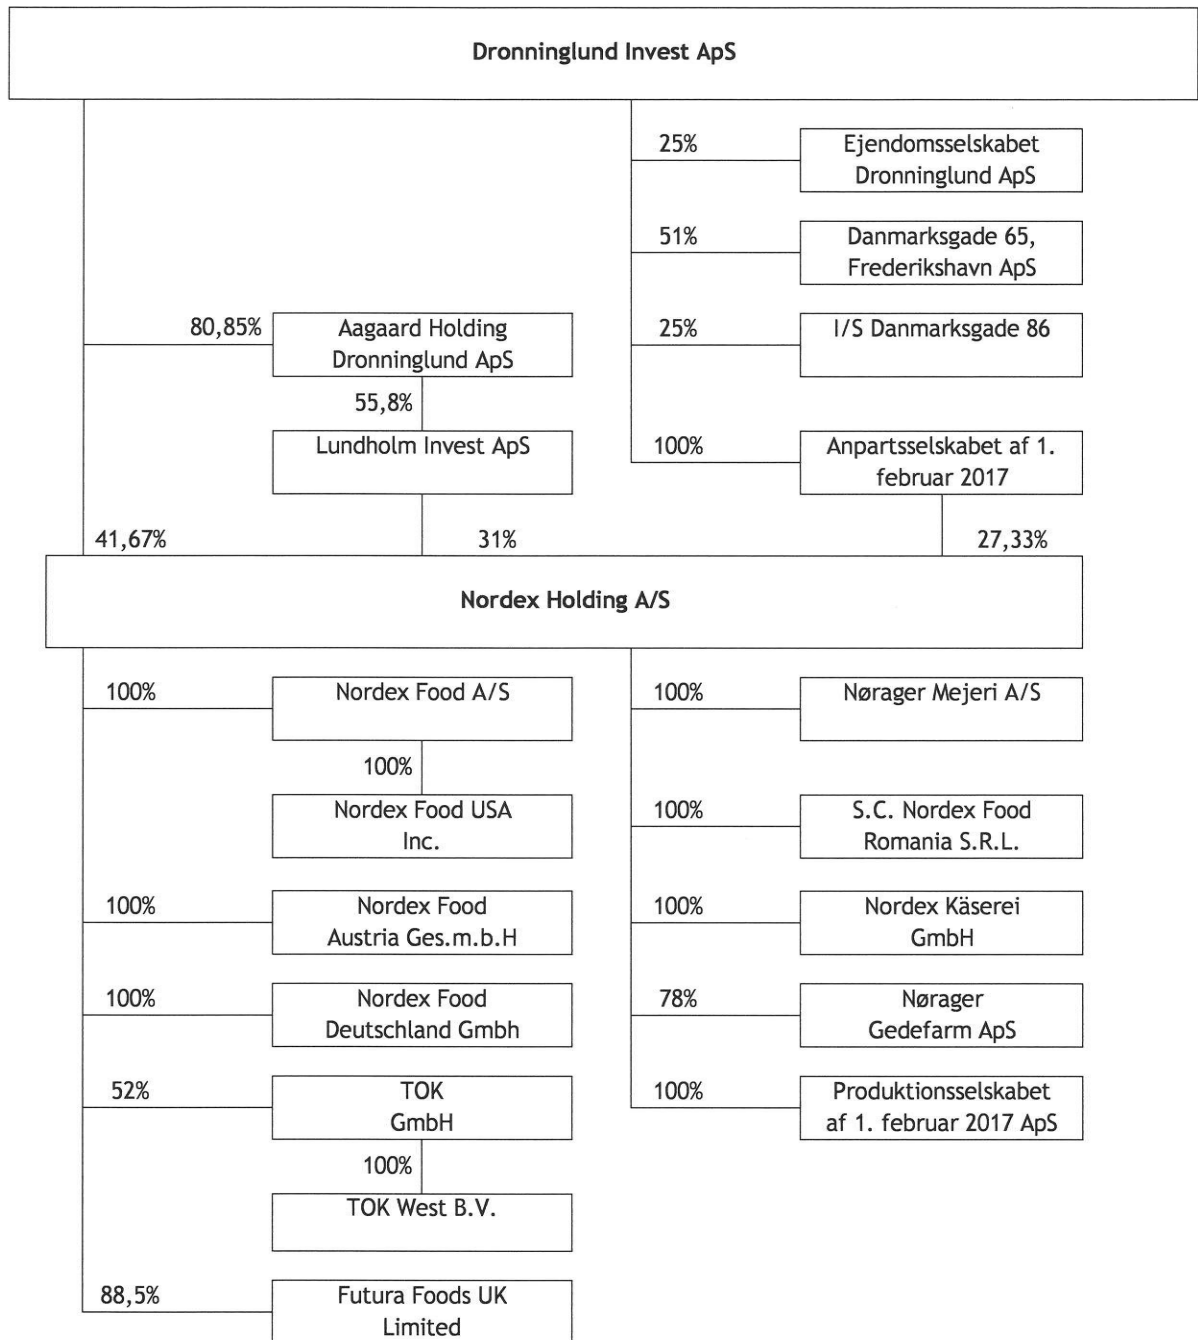 Dronninglund Invest ApS
25%
Ejendomsselskabet
Dronninglund ApS
51%
Danmarksgade 65,
Frederikshavn ApS
80,85%
Aagaard Holding
Dronninglund ApS
25%
I/S Danmarksgade 86
55,8%
Lundholm Invest ApS
100%
Anpartsselskabet af 1.
februar 2017
41,67%
31%
27,33%
Nordex Holding A/S
100%
Nordex Food A/S
100%
Nørager Mejeri A/S
100%
Nordex Food USA
Inc.
100%
S.C. Nordex Food
Romania S.R.L.
100%
Nordex Food
Austria Ges.m.b.H
100%
Nordex Käserei
GmbH
100%
Nordex Food
Deutschland Gmbh
78%
Nørager
Gedefarm ApS
52%
TOK
GmbH
100%
Produktionsselskabet
af 1. februar 2017 ApS
100%
TOK West B.V.
88,5%
Futura Foods UK
Limited